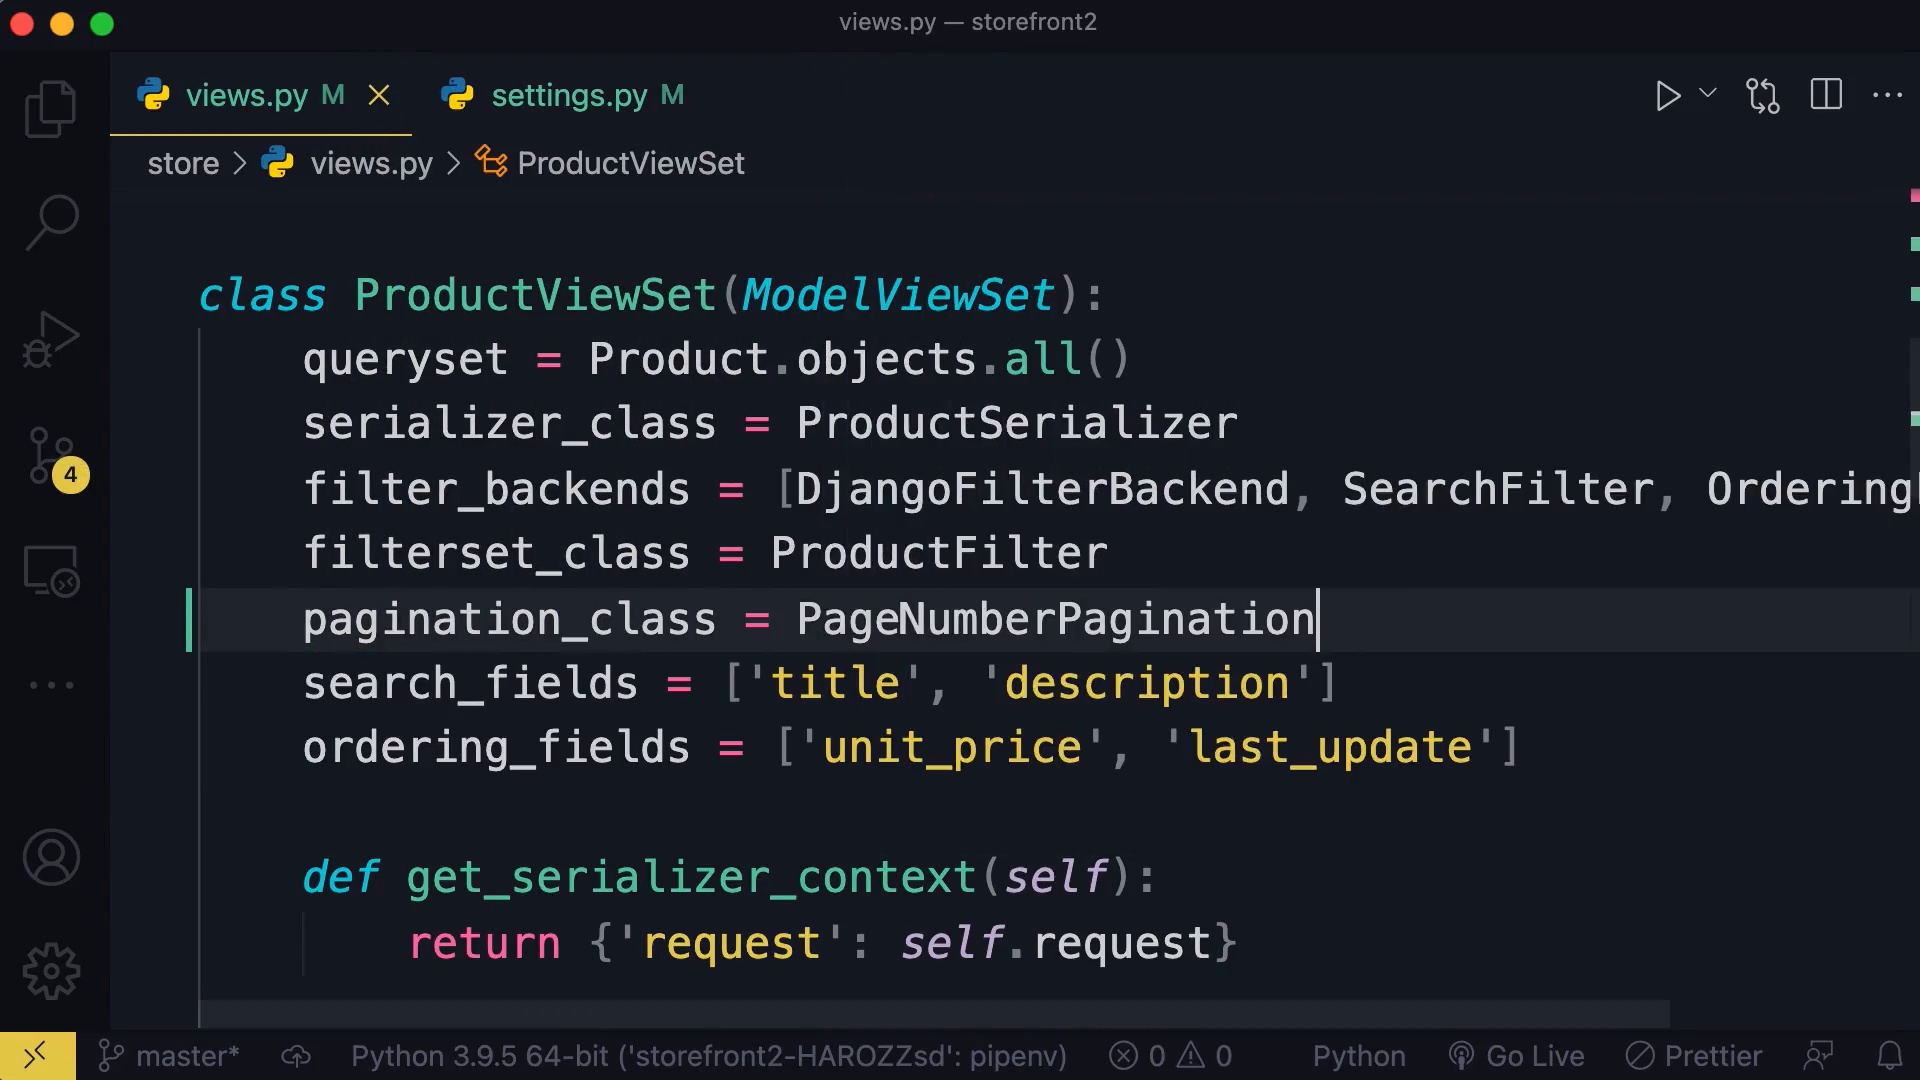 views.py — storefront2
views.py M
settings.py M
store > views.py > ProductViewSet
class ProductViewSet(ModelViewSet):
queryset = Product.objects.all()
serializer_class = ProductSerializer
filter_backends = [DjangoFilterBackend, SearchFilter, Ordering
filterset_class = ProductFilter
pagination_class = PageNumberPagination
search_fields = ['title', 'description']
ordering_fields = ['unit_price', 'last_update']
def get_serializer_context(self):
return {'request': self.request}
4
master* Python 3.9.5 64-bit ('storefront2-HAROZZsd': pipenv) 0 0 Python Go Live Prettier